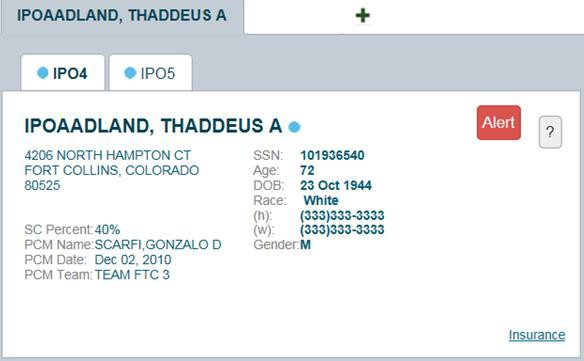 IPOAADLAND, THADDEUS A
IPO4 IPO5
IPOAADLAND, THADDEUS A Alert ?
4206 NORTH HAMPTON CT SSN: 101936540
FORT COLLINS, COLORADO Age: 72
80525 DOB: 23 Oct 1944
Race: White
(h): (333)333-3333
SC Percent: 40% (w): (333)333-3333
PCM Name: SCARFI,GONZALO D Gender: M
PCM Date: Dec 02, 2010
PCM Team: TEAM FTC 3
Insurance